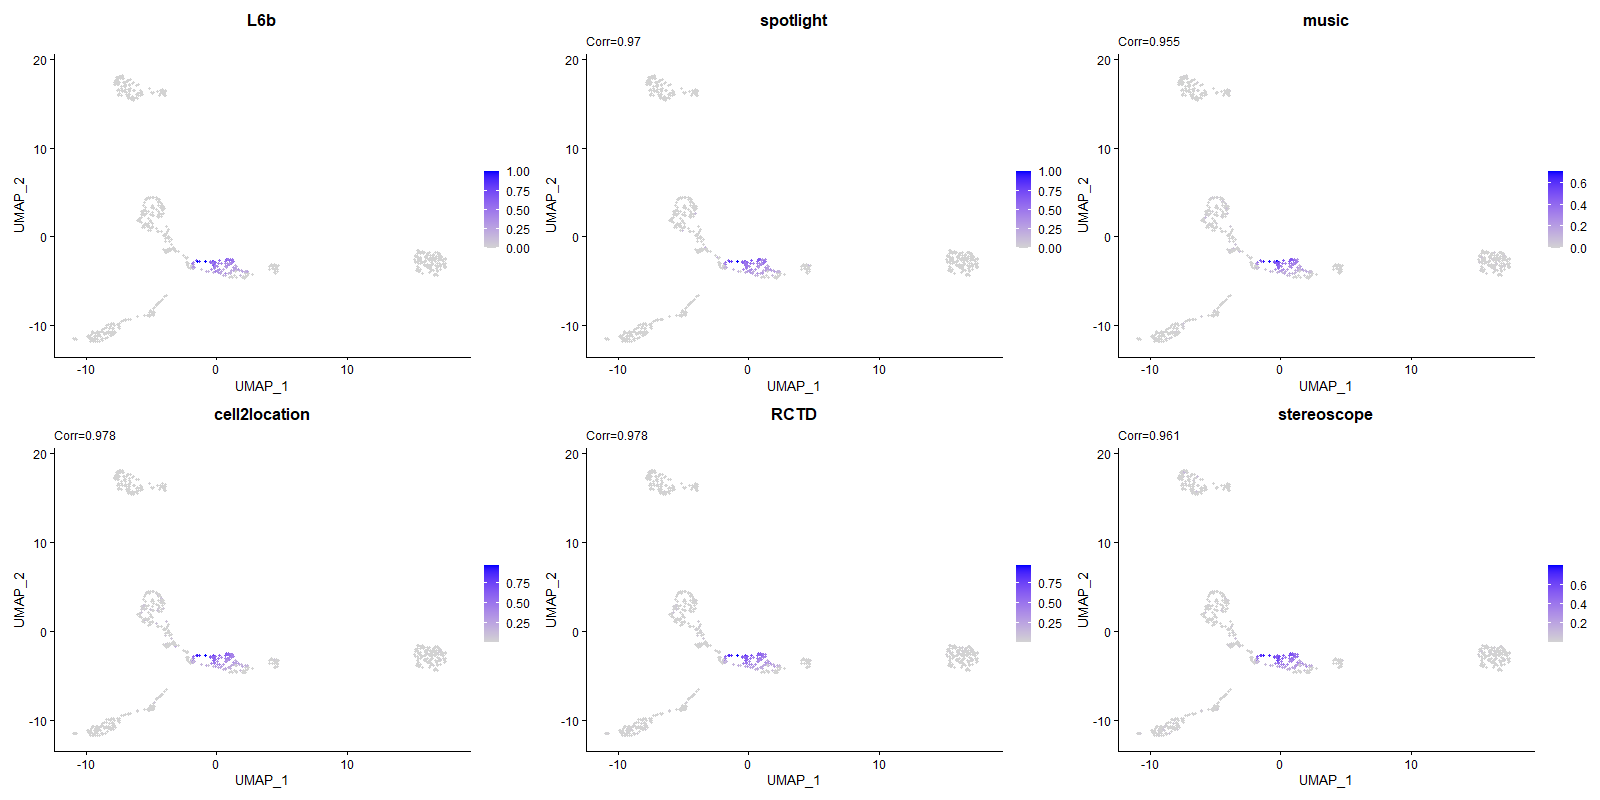 L6b
20
10
0
-10
-10
0
10
UMAP_1
UMAP_2
1.00
0.75
0.50
0.25
0.00
spotlight
Corr=0.97
20
10
0
-10
-10
0
10
UMAP_1
UMAP_2
1.00
0.75
0.50
0.25
0.00
music
Corr=0.955
20
10
0
-10
-10
0
10
UMAP_1
UMAP_2
0.6
0.4
0.2
0.0
cell2location
Corr=0.978
20
10
0
-10
-10
0
10
UMAP_1
UMAP_2
0.75
0.50
0.25
RCTD
Corr=0.978
20
10
0
-10
-10
0
10
UMAP_1
UMAP_2
0.75
0.50
0.25
stereoscope
Corr=0.961
20
10
0
-10
-10
0
10
UMAP_1
UMAP_2
0.6
0.4
0.2